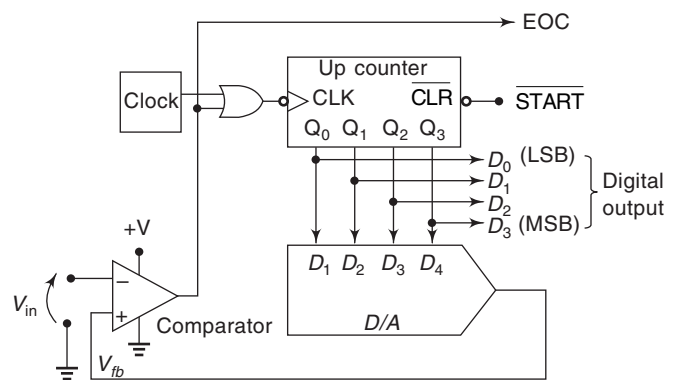 EOC
Up counter
Clock
CLK
CLR
START
Q0 Q1 Q2 Q3
D0 (LSB)
D1
D2
D3 (MSB)
Digital
output
+V
D1 D2 D3 D4
−
+
Vin
Comparator
D/A
Vfb